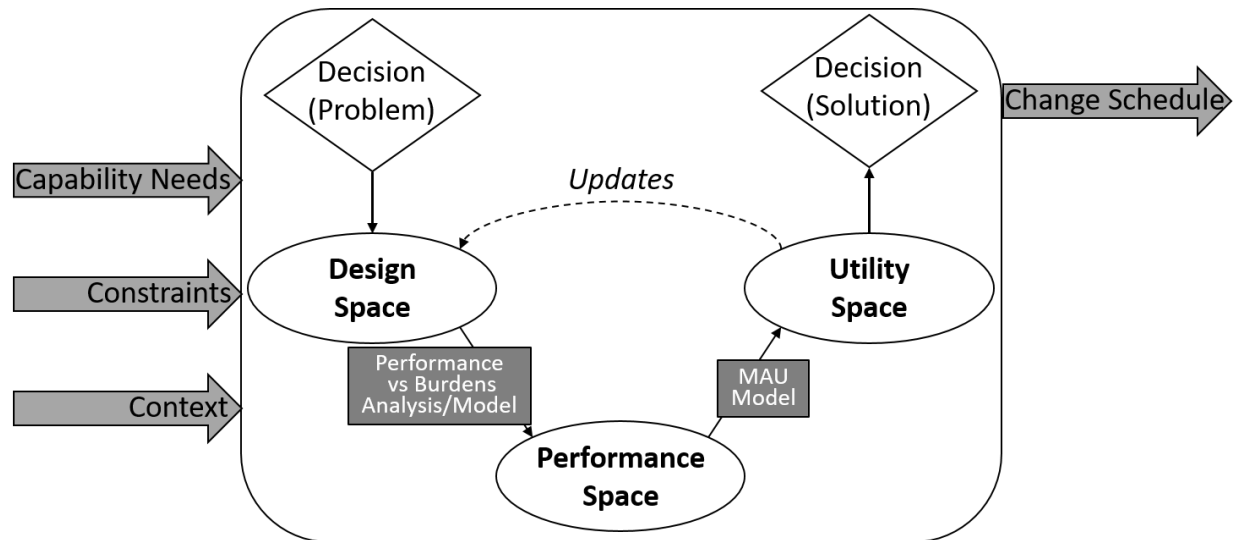 Decision
(Problem)
Decision
(Solution)
Change Schedule
Capability Needs
Updates
Constraints
Design
Space
Utility
Space
Performance
vs Burdens
Analysis/Model
MAU
Model
Context
Performance
Space